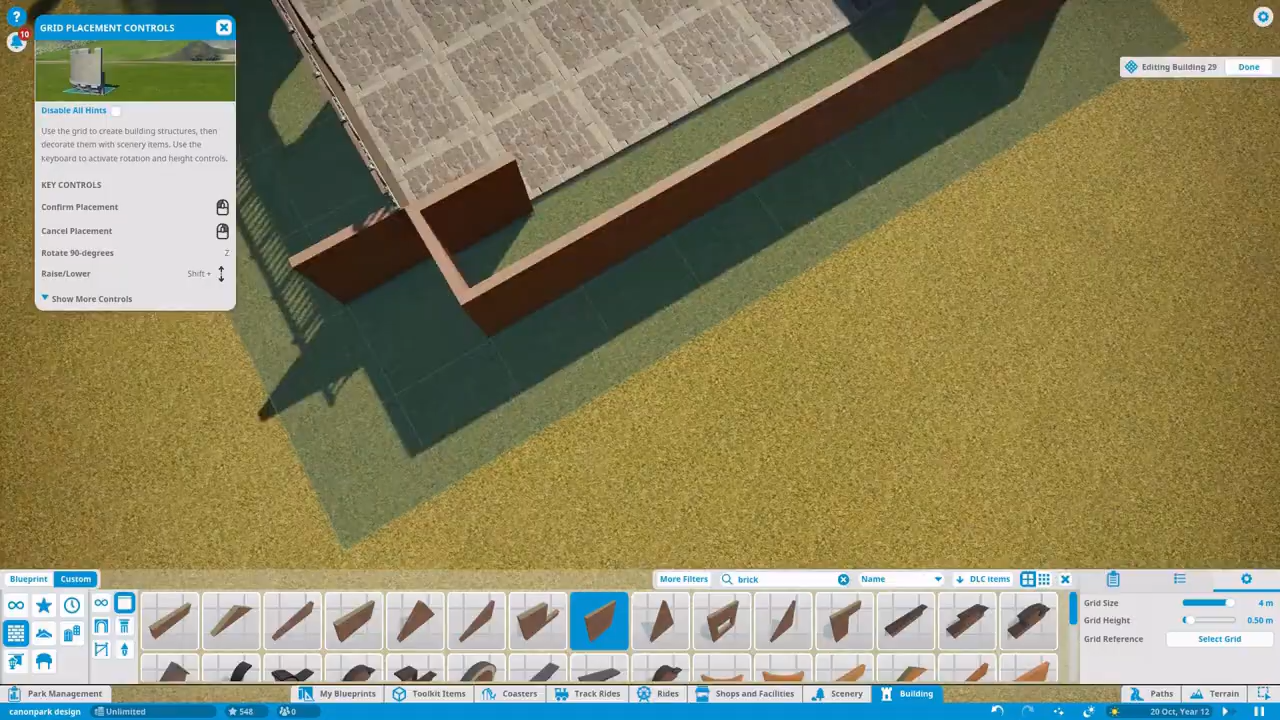 GRID PLACEMENT CONTROLS
10
Disable All Hints
Use the grid to create building structures, then
decorate them with scenery items. Use the
keyboard to activate rotation and height controls.
KEY CONTROLS
Confirm Placement
Cancel Placement
Rotate 90-degrees Z
Raise/Lower Shift +
Show More Controls
Editing Building 29 Done
Blueprint Custom More Filters brick Name DLC items
Grid Size 4 m
Grid Height 0.50 m
Grid Reference Select Grid
Park Management My Blueprints Toolkit Items Coasters Track Rides Rides Shops and Facilities Scenery Building Paths Terrain
canonpark design Unlimited 548 0 20 Oct, Year 12